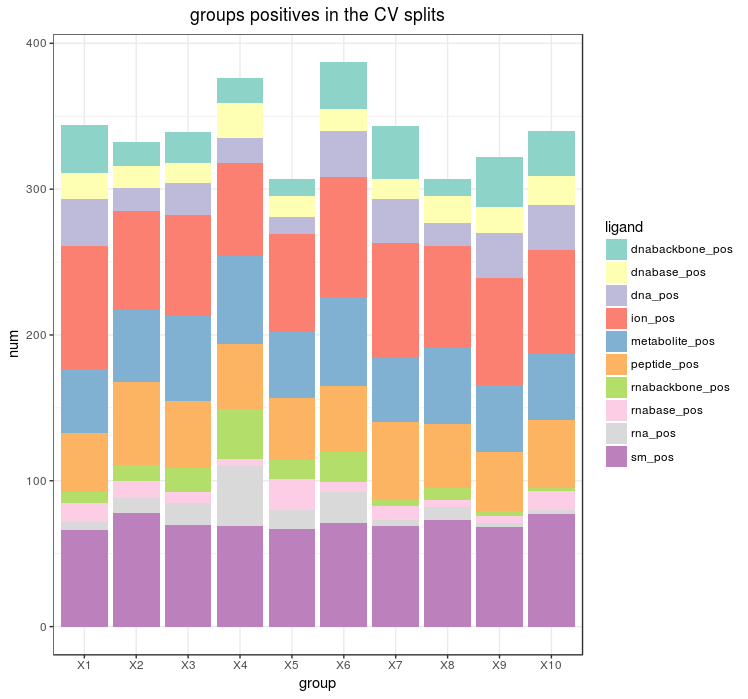 groups positives in the CV splits
400
300
200
100
0
num
X1 X2 X3 X4 X5 X6 X7 X8 X9 X10
group
ligand
dnabackbone_pos
dnabase_pos
dna_pos
ion_pos
metabolite_pos
peptide_pos
rnabackbone_pos
rnabase_pos
rna_pos
sm_pos